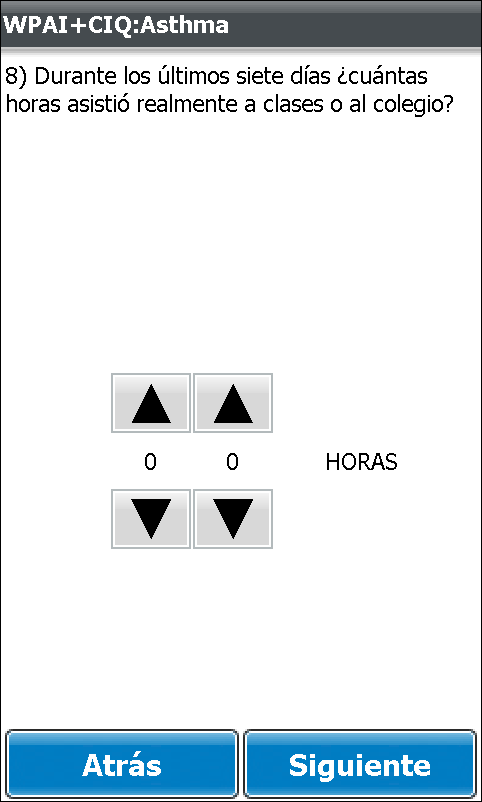 WPAI+CIQ:Asthma
8) Durante los últimos siete días ¿cuántas
horas asistió realmente a clases o al colegio?
0 0 HORAS
Atrás Siguiente